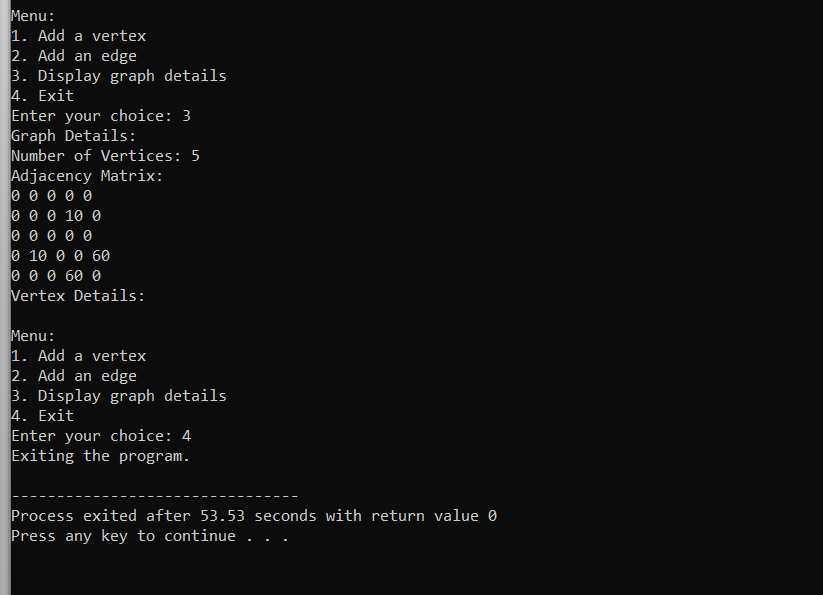 Menu:
1. Add a vertex
2. Add an edge
3. Display graph details
4. Exit
Enter your choice: 3
Graph Details:
Number of Vertices: 5
Adjacency Matrix:
0 0 0 0 0
0 0 0 10 0
0 0 0 0 0
0 10 0 0 60
0 0 0 60 0
Vertex Details:

Menu:
1. Add a vertex
2. Add an edge
3. Display graph details
4. Exit
Enter your choice: 4
Exiting the program.

--------------------------------
Process exited after 53.53 seconds with return value 0
Press any key to continue . . .